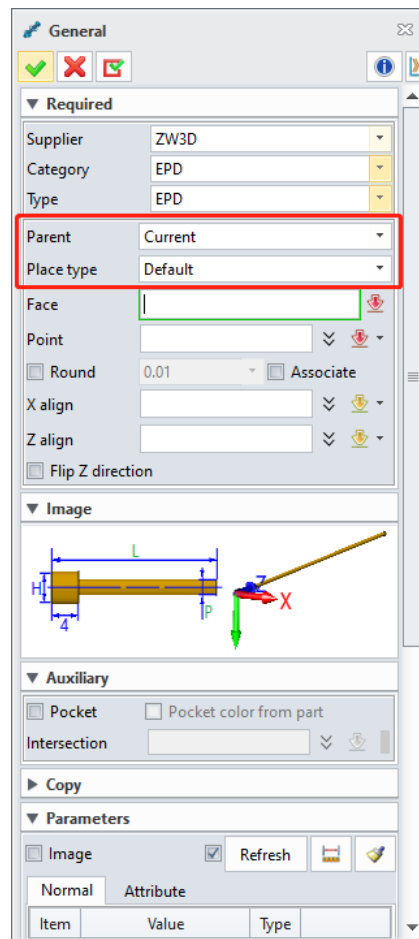 General
Required
Supplier ZW3D
Category EPD
Type EPD
Parent Current
Place type Default
Face
Point
Round 0.01 Associate
X align
Z align
Flip Z direction
Image
L
H
4
P
Z
X
Auxiliary
Pocket Pocket color from part
Intersection
Copy
Parameters
Image Refresh
Normal Attribute
Item Value Type